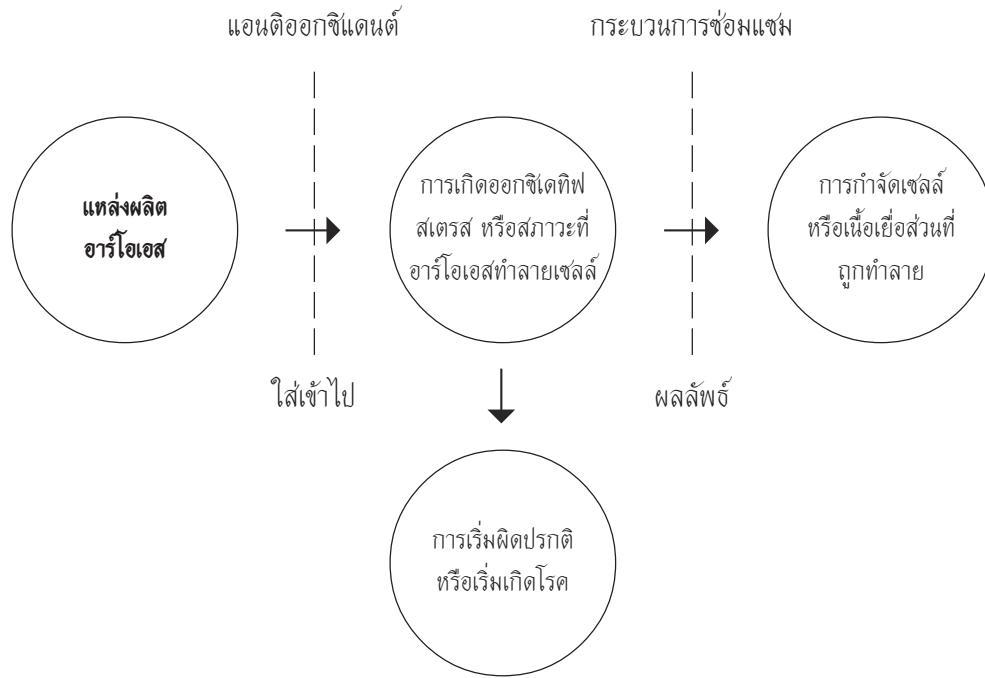 แอนติออกซิแดนต์
กระบวนการซ่อมแซม
แหล่งผลิต
อาร์โอเอส
การเกิดออกซิเดทิฟ
สเตรส หรือสภาวะที่
อาร์โอเอสทำลายเซลล์
การกำจัดเซลล์
หรือเนื้อเยื่อส่วนที่
ถูกทำลาย
ใส่เข้าไป
ผลลัพธ์
การเริ่มผิดปรกติ
หรือเริ่มเกิดโรค